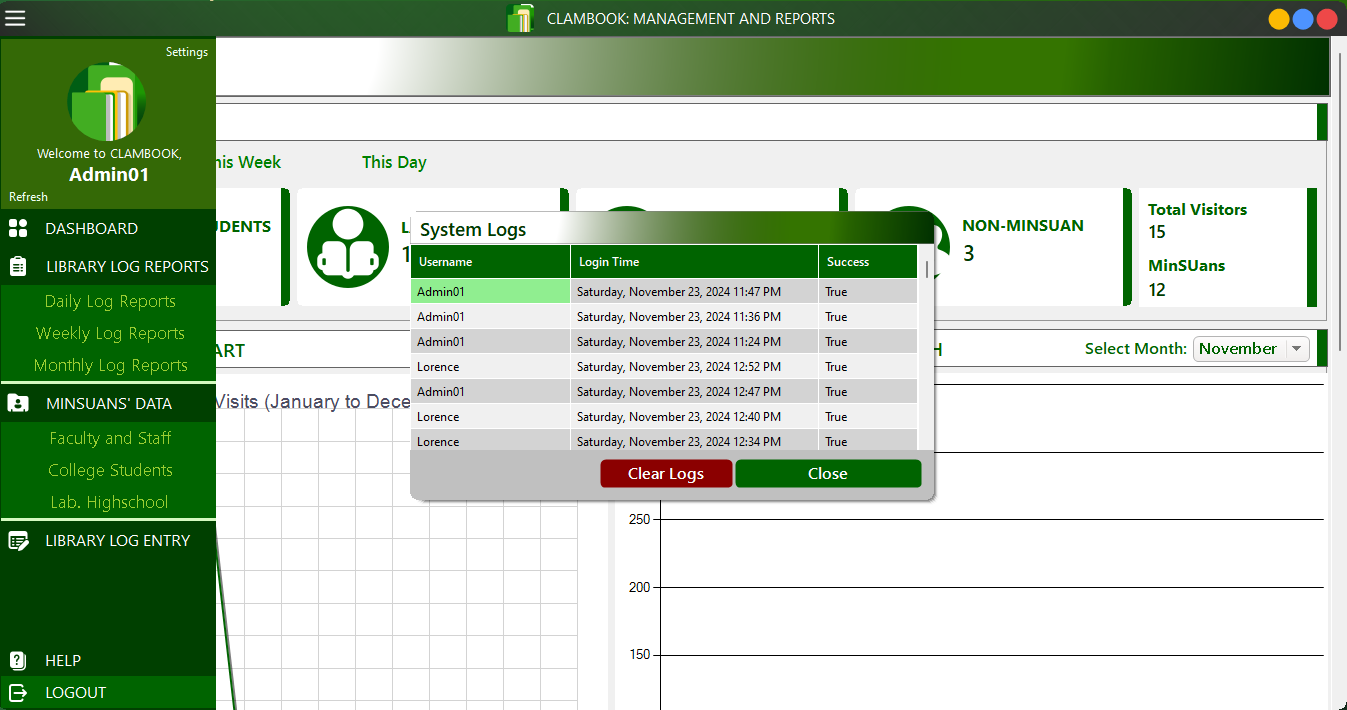 CLAMBOOK: MANAGEMENT AND REPORTS
Settings
Welcome to CLAMBOOK,
Admin01
Refresh
DASHBOARD
LIBRARY LOG REPORTS
Daily Log Reports
Weekly Log Reports
Monthly Log Reports
MINSUANS' DATA
Faculty and Staff
College Students
Lab. Highschool
LIBRARY LOG ENTRY
HELP
LOGOUT
his Week This Day
UDENTS
NON-MINSUAN
3
Total Visitors
15
MinSUans
12
ART
Select Month: November
Visits (January to Dece
System Logs
Username Login Time Success
Admin01 Saturday, November 23, 2024 11:47 PM True
Admin01 Saturday, November 23, 2024 11:36 PM True
Admin01 Saturday, November 23, 2024 11:24 PM True
Lorence Saturday, November 23, 2024 12:52 PM True
Admin01 Saturday, November 23, 2024 12:47 PM True
Lorence Saturday, November 23, 2024 12:40 PM True
Lorence Saturday, November 23, 2024 12:34 PM True
Clear Logs Close
250
200
150